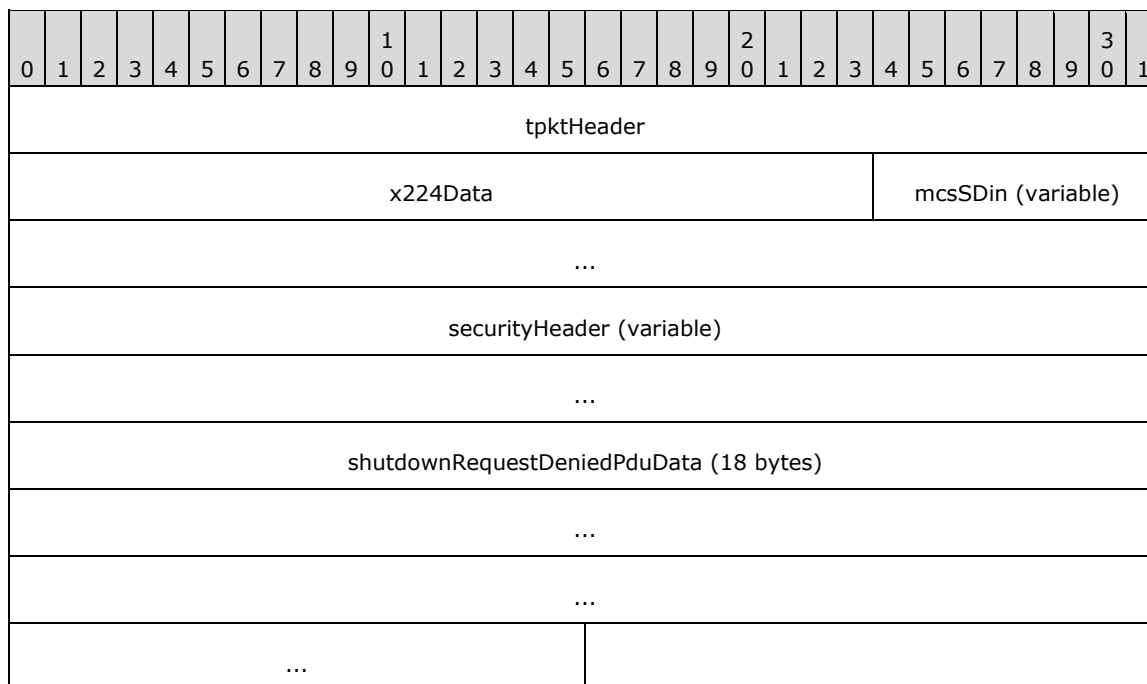 1 2 3
0 1 2 3 4 5 6 7 8 9 0 1 2 3 4 5 6 7 8 9 0 1 2 3 4 5 6 7 8 9 0 1
tpktHeader
x224Data mcsSDin (variable)
...
securityHeader (variable)
...
shutdownRequestDeniedPduData (18 bytes)
...
...
...